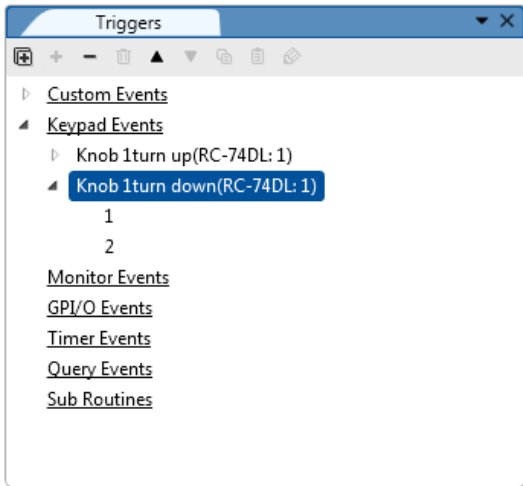 Triggers
Custom Events
Keypad Events
Knob 1turn up(RC-74DL: 1)
Knob 1turn down(RC-74DL: 1)
1
2
Monitor Events
GPI/O Events
Timer Events
Query Events
Sub Routines